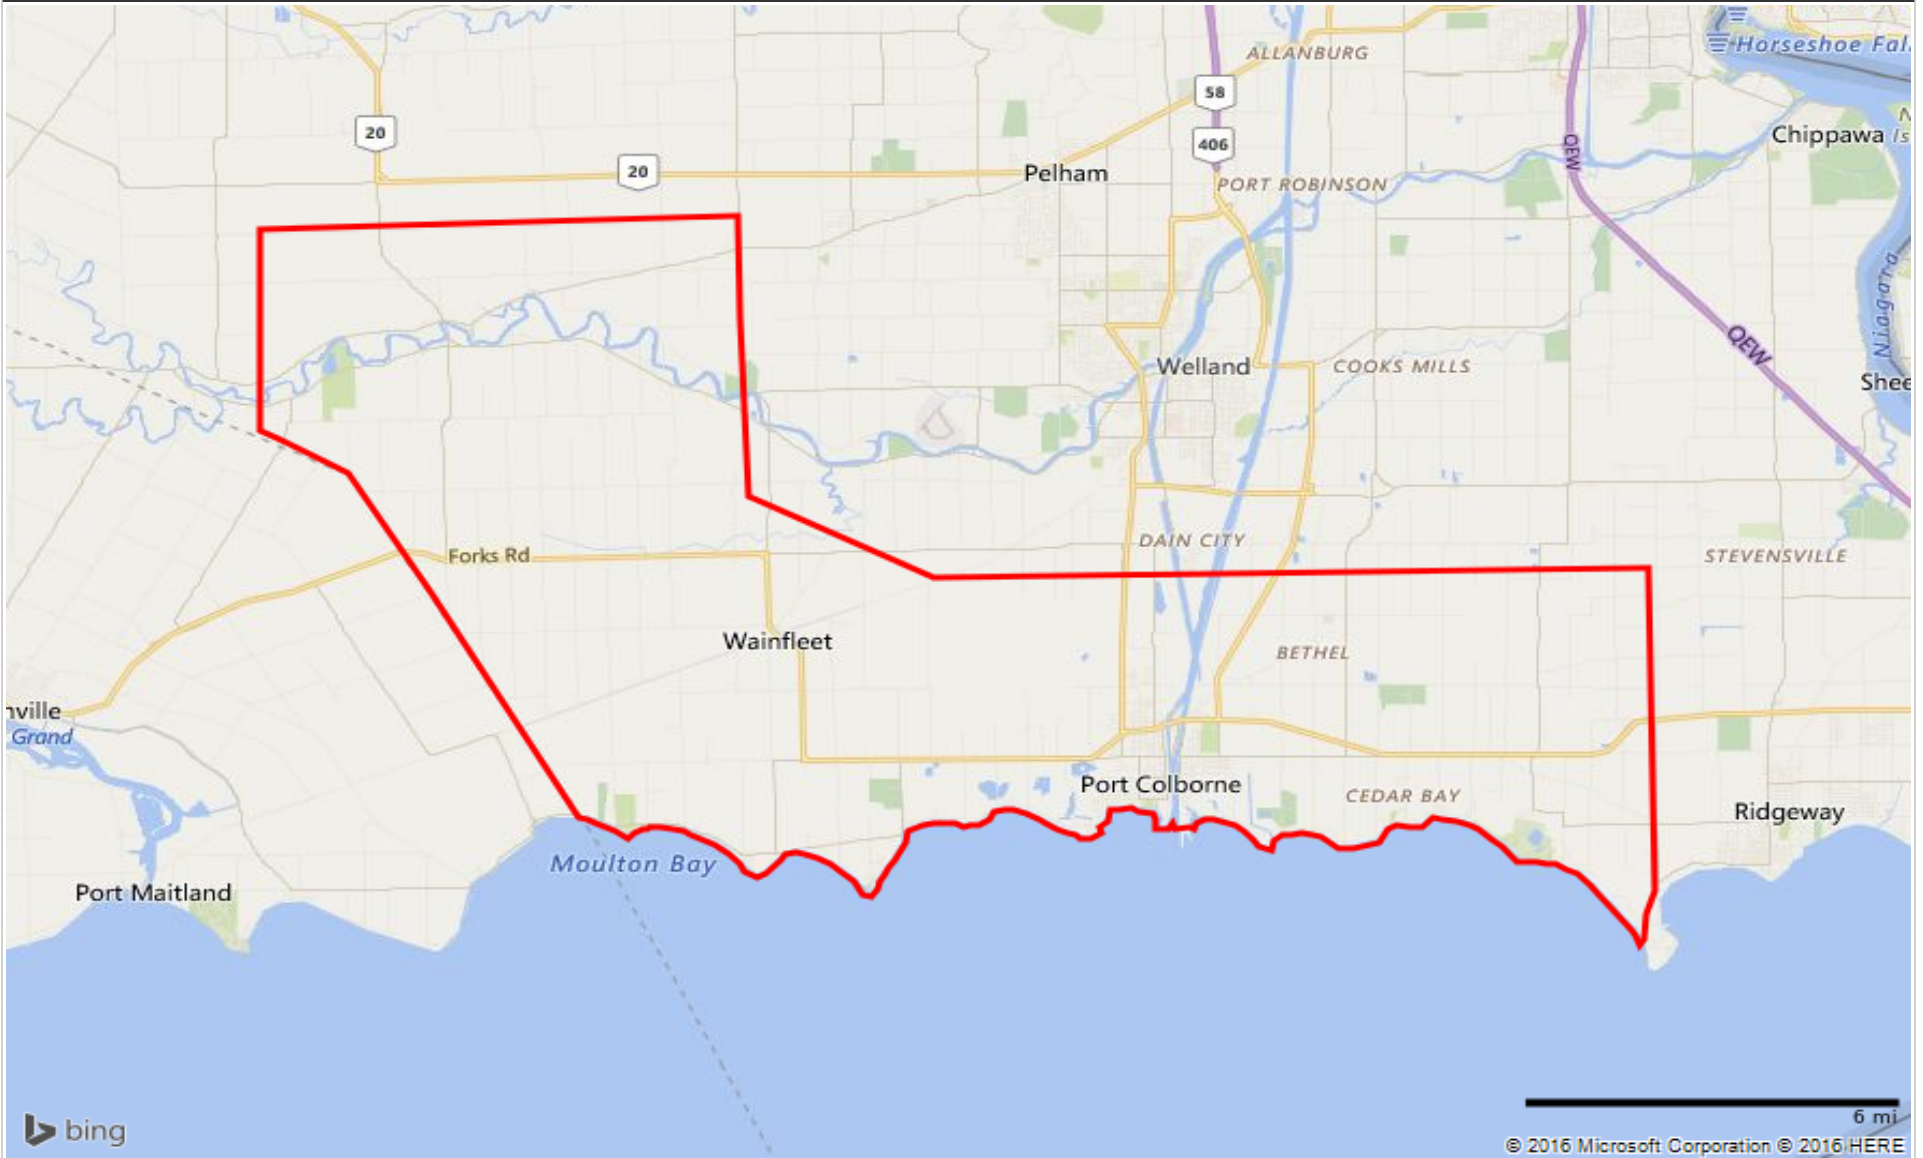 ALLANBURG
Horseshoe Fal
58
20
Chippawa
Is
406
QEW
20
Pelham
PORT ROBINSON
Niagara
QEW
Welland
COOKS MILLS
Shee
DAIN CITY
Forks Rd
STEVENSVILLE
Wainfleet
BETHEL
nville
Grand
Port Colborne
CEDAR BAY
Ridgeway
Moulton Bay
Port Maitland
6 mi
bing
© 2016 Microsoft Corporation © 2016 HERE